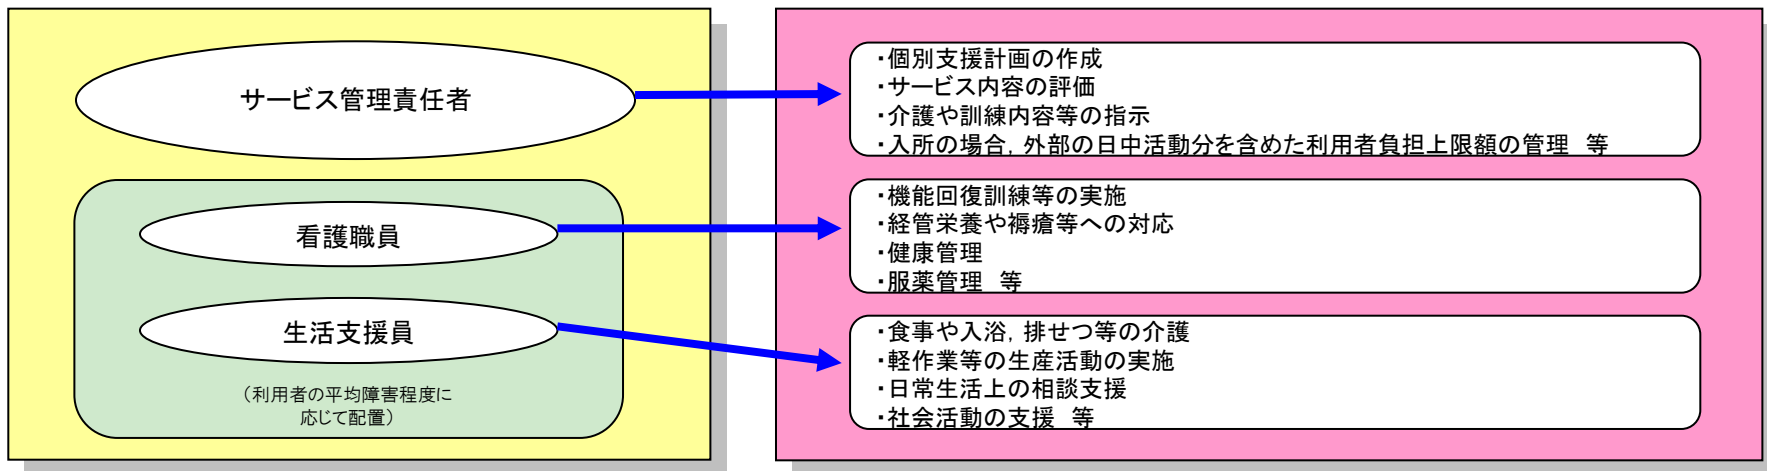 サービス管理責任者
看護職員
生活支援員
（利用者の平均障害程度に
応じて配置）
・個別支援計画の作成
・サービス内容の評価
・介護や訓練内容等の指示
・入所の場合，外部の日中活動分を含めた利用者負担上限額の管理　等
・機能回復訓練等の実施
・経管栄養や褥瘡等への対応
・健康管理
・服薬管理　等
・食事や入浴，排せつ等の介護
・軽作業等の生産活動の実施
・日常生活上の相談支援
・社会活動の支援　等